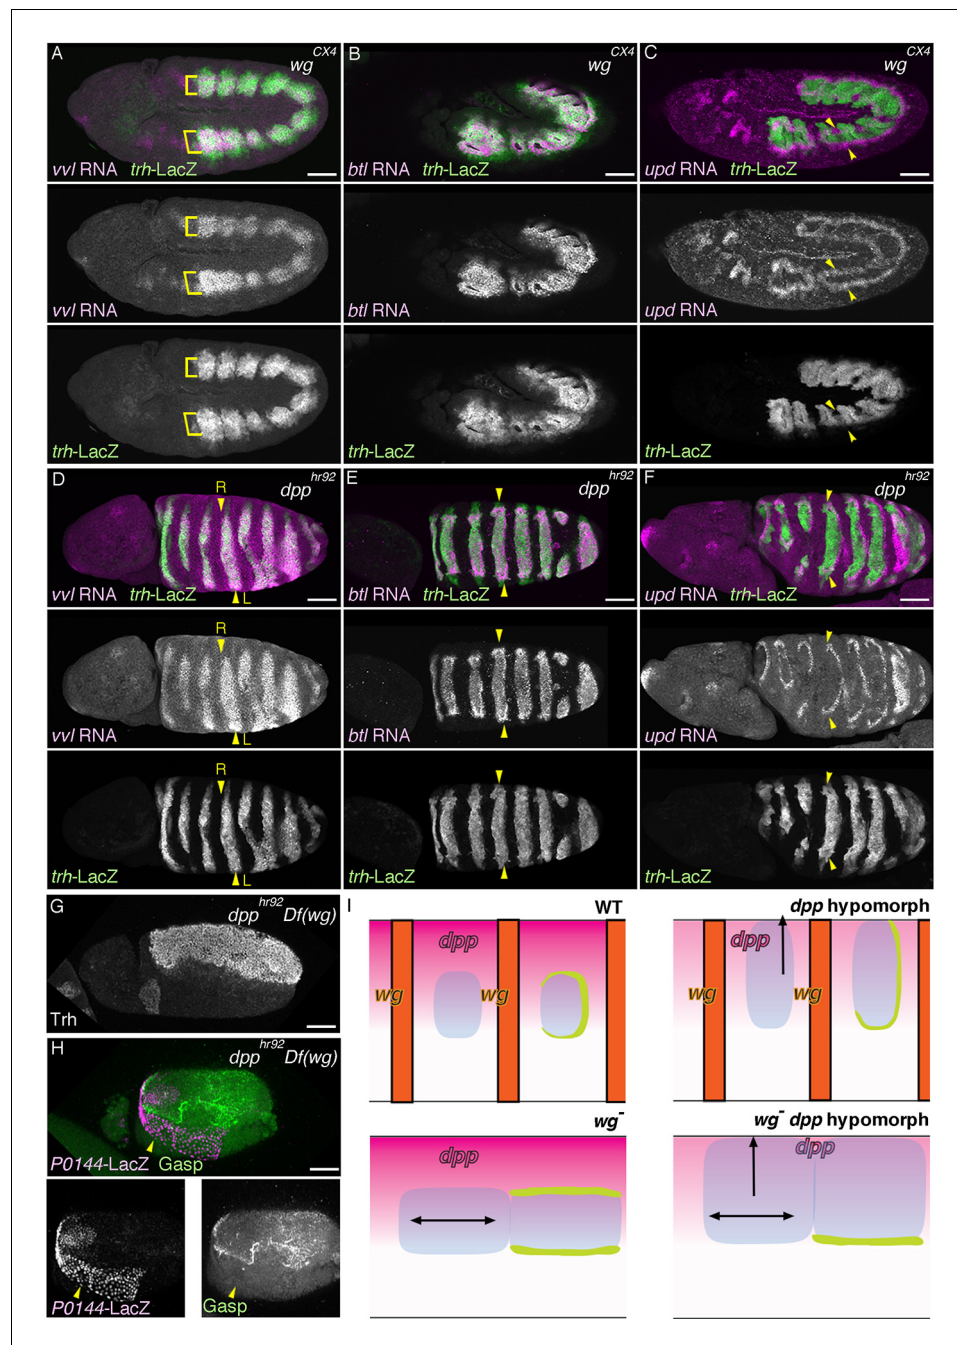 A
wg CX4
vvl RNA trh-LacZ
B
wg CX4
btl RNA trh-LacZ
C
wg CX4
upd RNA trh-LacZ
vvl RNA
btl RNA
upd RNA
trh-LacZ
trh-LacZ
trh-LacZ
D
R
dpp hr92
L
vvl RNA trh-LacZ
E
dpp hr92
btl RNA trh-LacZ
F
dpp hr92
upd RNA trh-LacZ
R
vvl RNA
L
btl RNA
upd RNA
R
trh-LacZ
L
trh-LacZ
trh-LacZ
G
dpp hr92 Df(wg)
Trh
H
dpp hr92 Df(wg)
P0144-LacZ Gasp
P0144-LacZ
Gasp
I
WT
dpp
wg
wg
dpp hypomorph
dpp
wg
wg
wg-
dpp
wg- dpp hypomorph
dpp